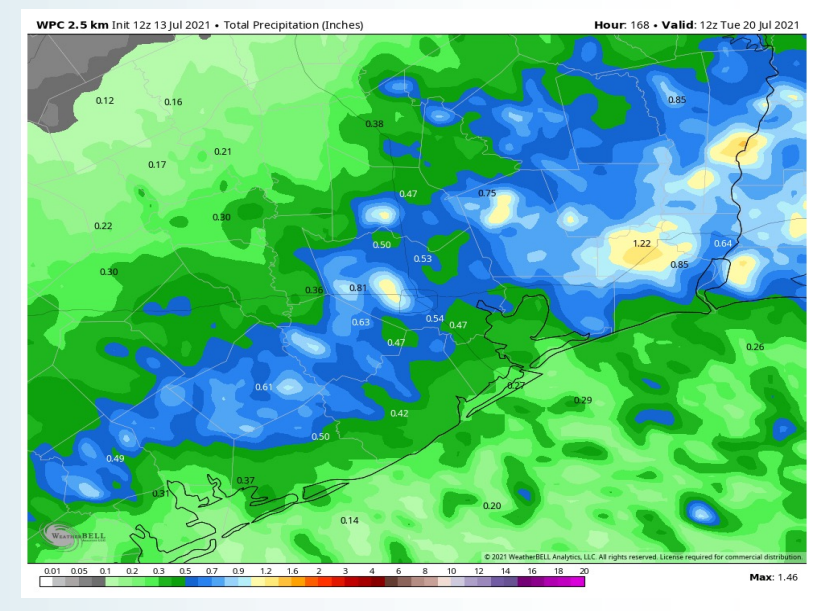 WPC 2.5 km Init 12z 13 Jul 2021 • Total Precipitation (Inches) Hour: 168 • Valid: 12z Tue 20 Jul 2021
0.12 0.16 0.85
0.38
0.21
0.17
0.47 0.75
0.22 0.30
0.50 1.22 0.64
0.53
0.30 0.85
0.36 0.81
0.63 0.54 0.47
0.47 0.26
0.61 0.27
0.42 0.29
0.50
0.49
0.31 0.37
0.20
0.14
WEATHERBELL
© 2021 WeatherBELL Analytics, LLC. All rights reserved. License required for commercial distribution.
0.01 0.05 0.1 0.2 0.3 0.5 0.7 0.9 1.2 1.6 2 3 4 6 8 10 12 14 16 18 20
Max: 1.46